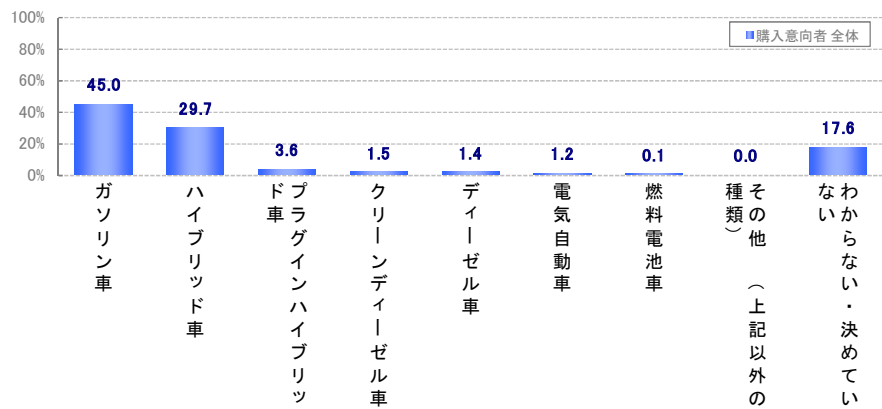 100%
80%
60%
40%
20%
0%
購入意向者 全体
45.0
29.7
3.6
1.5
1.4
1.2
0.1
0.0
17.6
ガソリン車
ハイブリッド車
プラグインハイブリッ
ド車
クリーンディーゼル車
ディーゼル車
電気自動車
燃料電池車
その他 (上記以外の
種類)
わからない・決めてい
ない